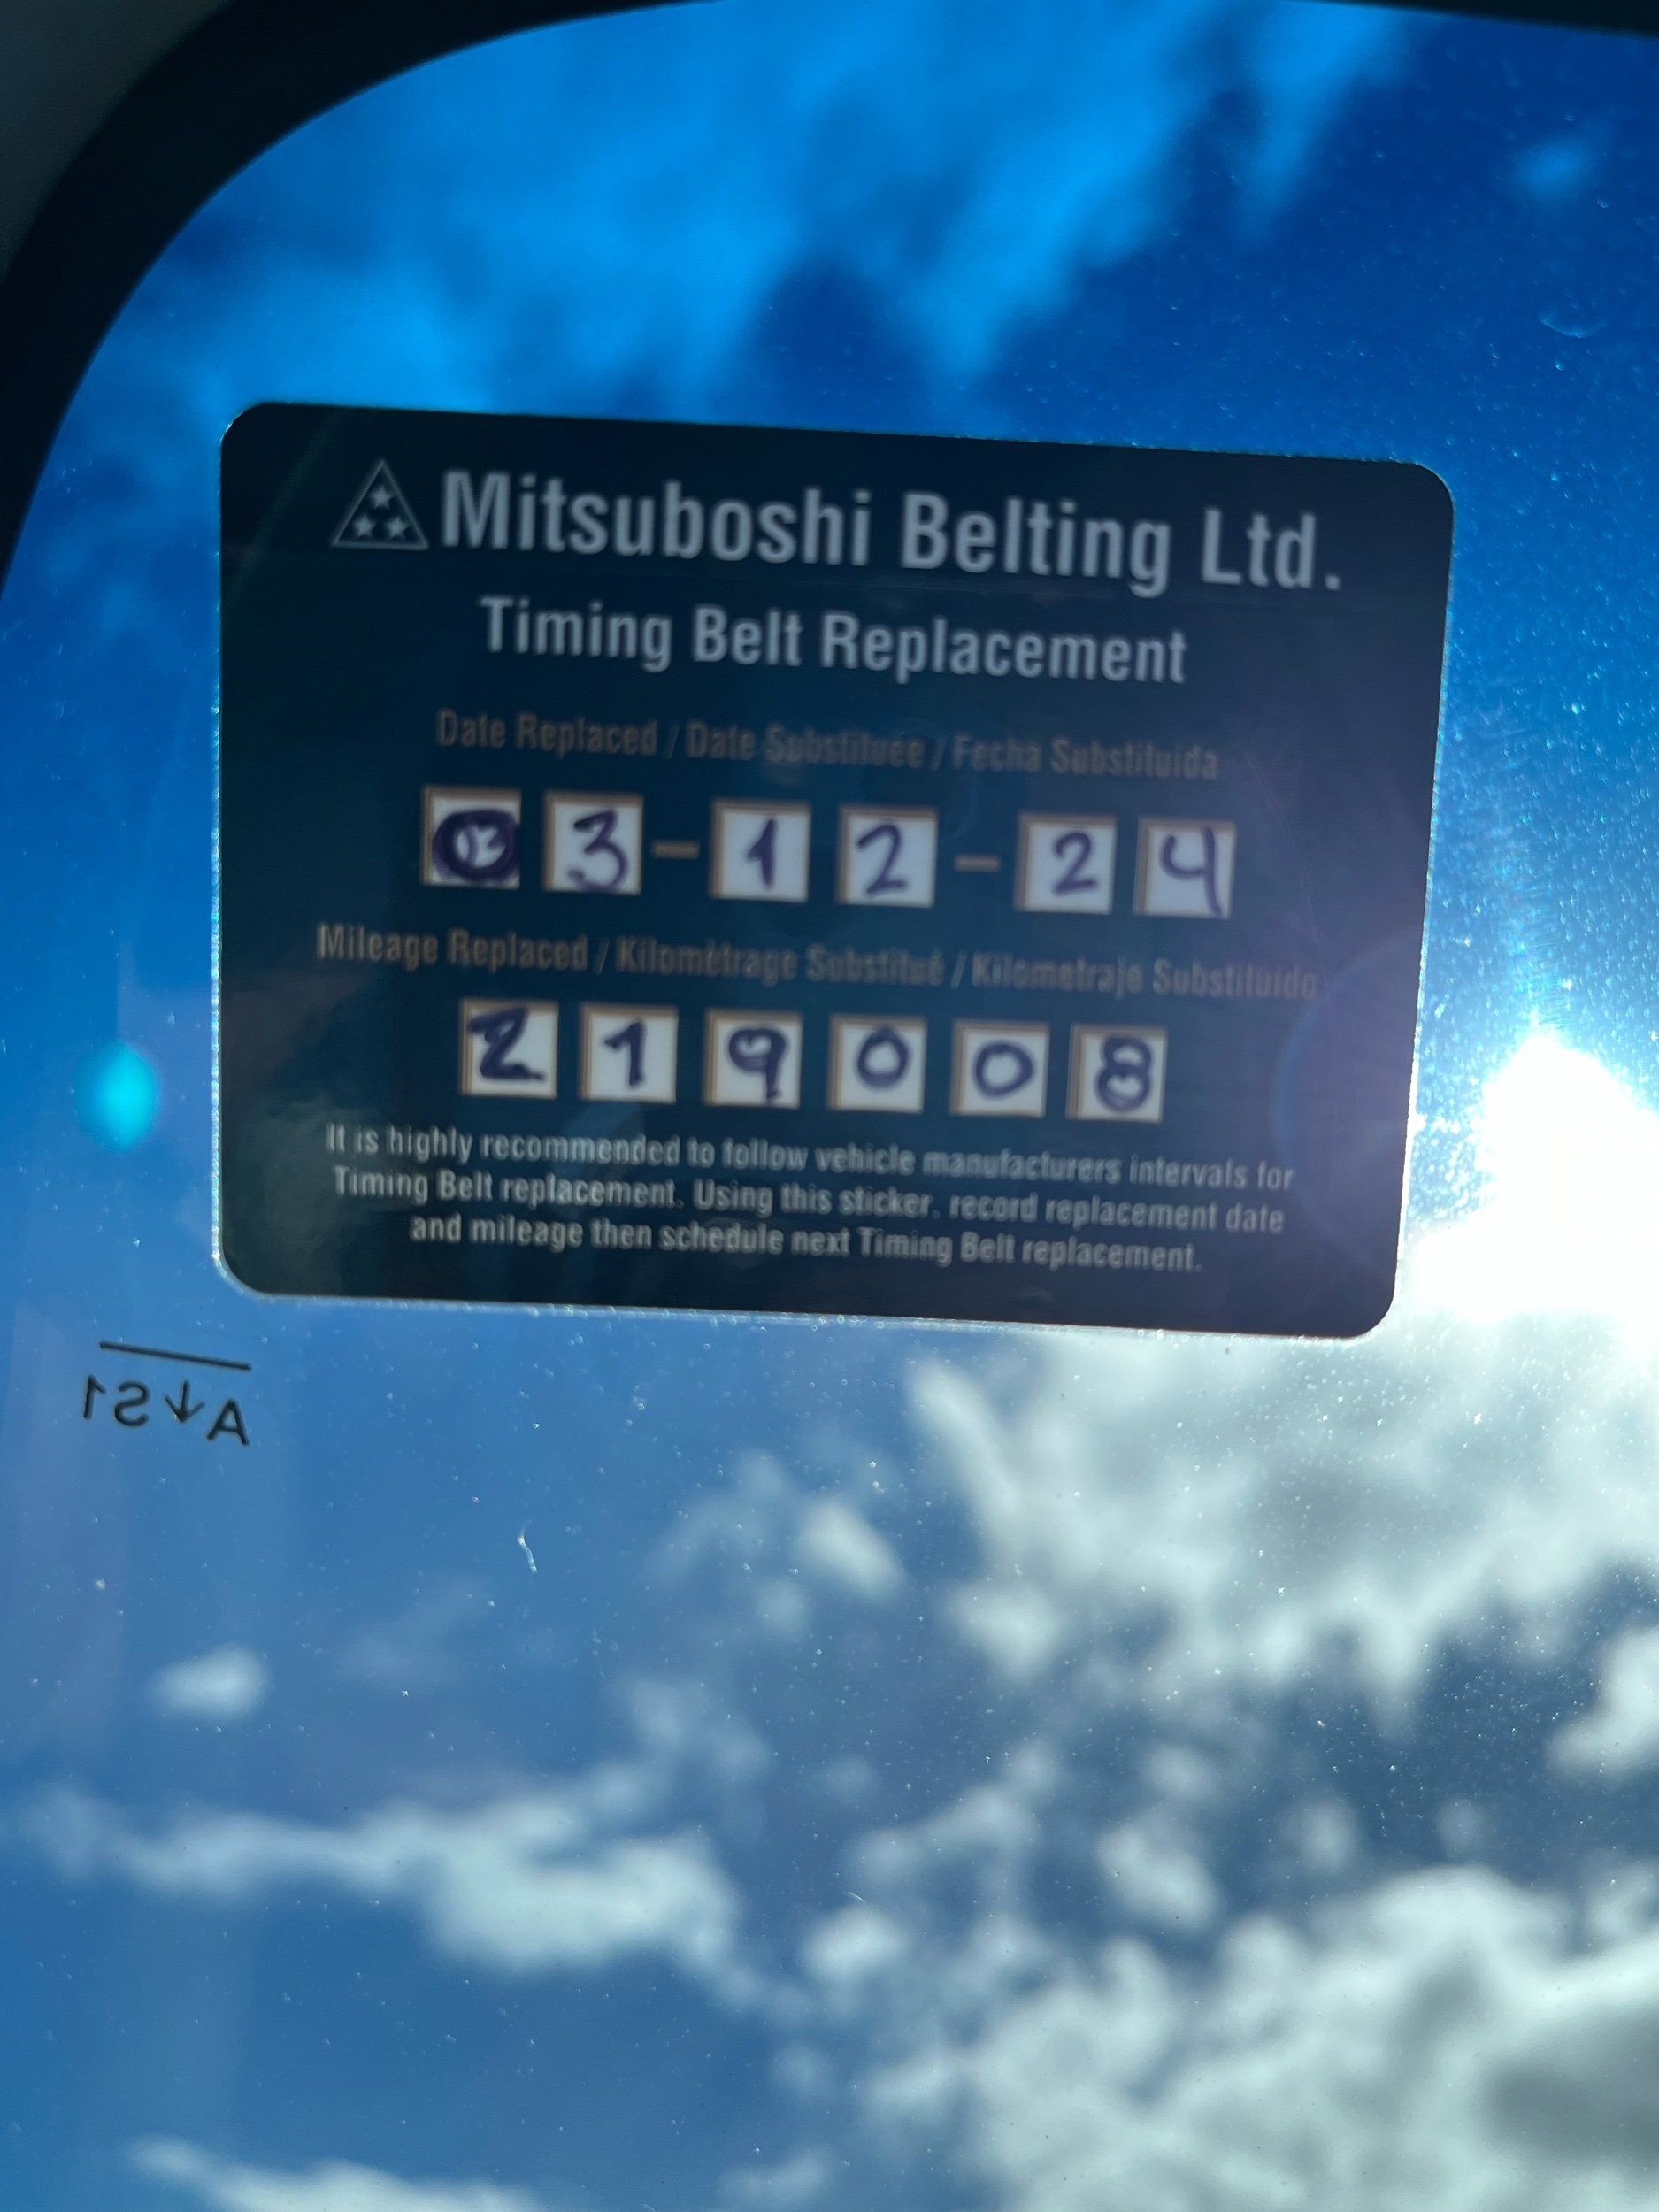 Mitsuboshi Belting Ltd.
Timing Belt Replacement
Date Replaced / Date Substituée / Fecha Substituida
03-12-24
Mileage Replaced / Kilométrage Substitué / Kilometraje Substituido
219008
It is highly recommended to follow vehicle manufacturers intervals for
Timing Belt replacement. Using this sticker, record replacement date
and mileage then schedule next Timing Belt replacement.
A↓S1